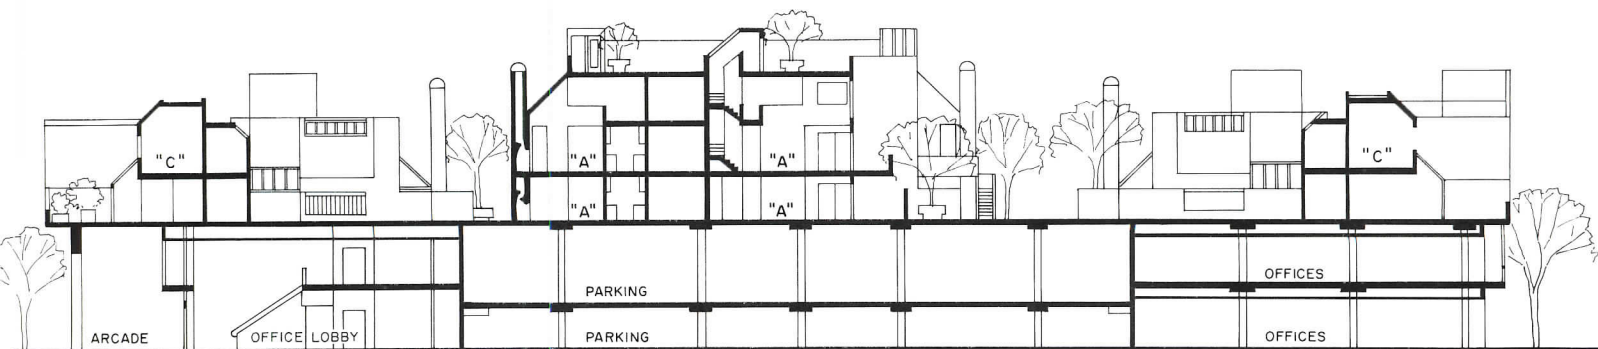 "C"
"A"
"A"
"C"
"A"
"A"
OFFICES
PARKING
ARCADE
OFFICE LOBBY
PARKING
OFFICES